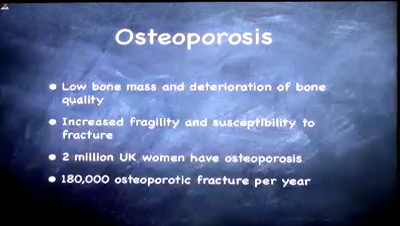 Osteoporosis
Low bone mass and deterioration of bone
quality
Increased fragility and susceptibility to
fracture
2 million UK women have osteoporosis
180,000 osteoporotic fracture per year